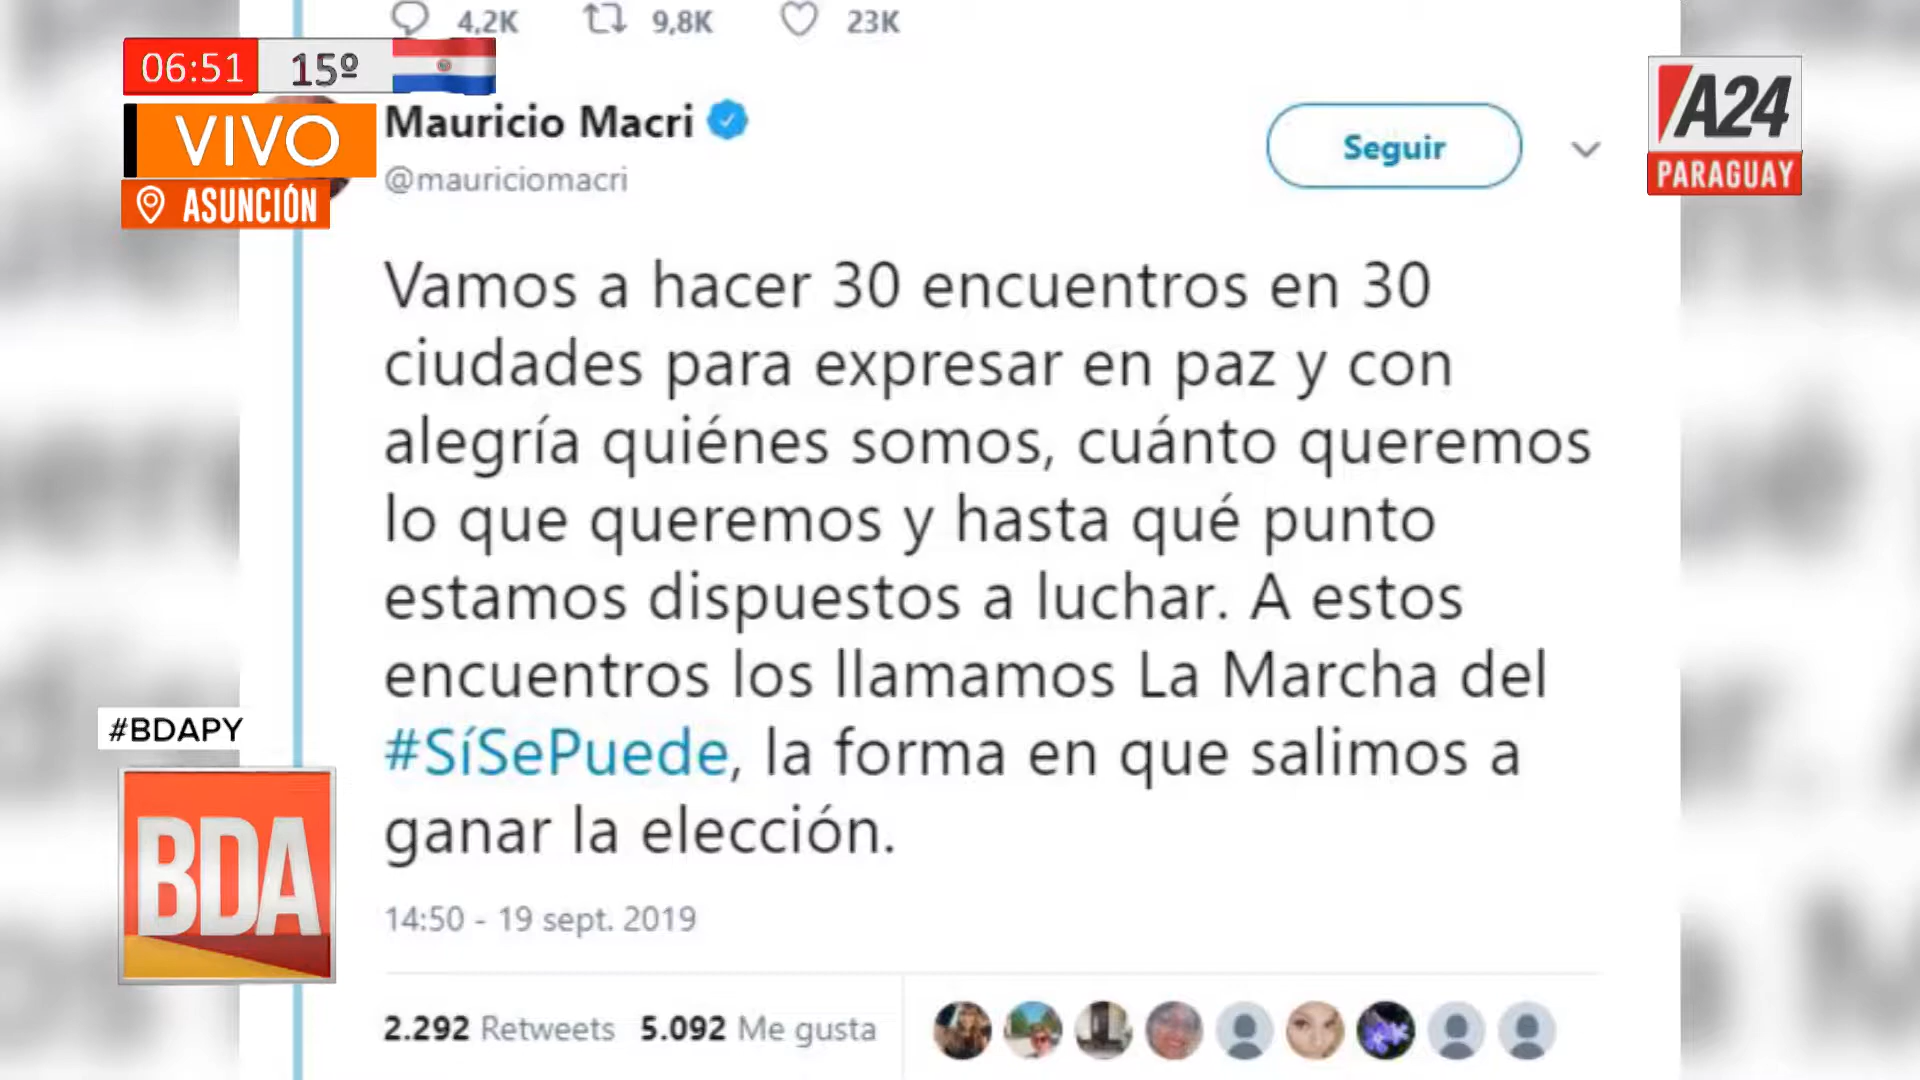 4,2K 9,8K 23K
06:51 15º
VIVO
ASUNCIÓN
A24
PARAGUAY
Mauricio Macri
@mauriciomacri
Seguir
Vamos a hacer 30 encuentros en 30
ciudades para expresar en paz y con
alegría quiénes somos, cuánto queremos
lo que queremos y hasta qué punto
estamos dispuestos a luchar. A estos
encuentros los llamamos La Marcha del
#SíSePuede, la forma en que salimos a
ganar la elección.
#BDAPY
BDA
14:50 - 19 sept. 2019
2.292 Retweets 5.092 Me gusta